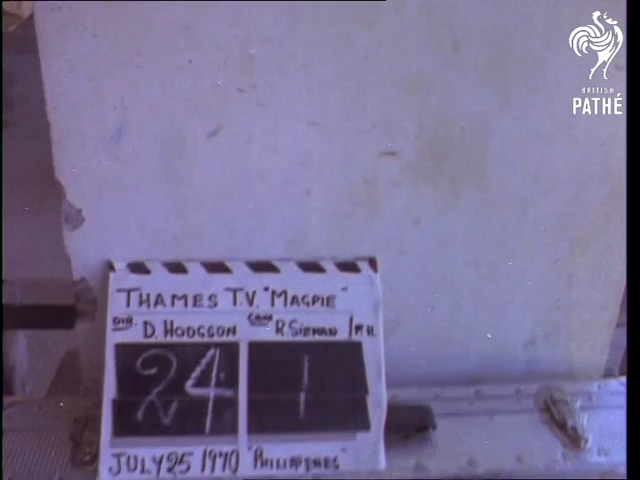 BRITISH
PATHÉ
THAMES T.V. "MAGPIE"
DIR. D. HODGSON CAM R. SIEMAN
24 1
JULY 25 1970 "PHILIPPINES"